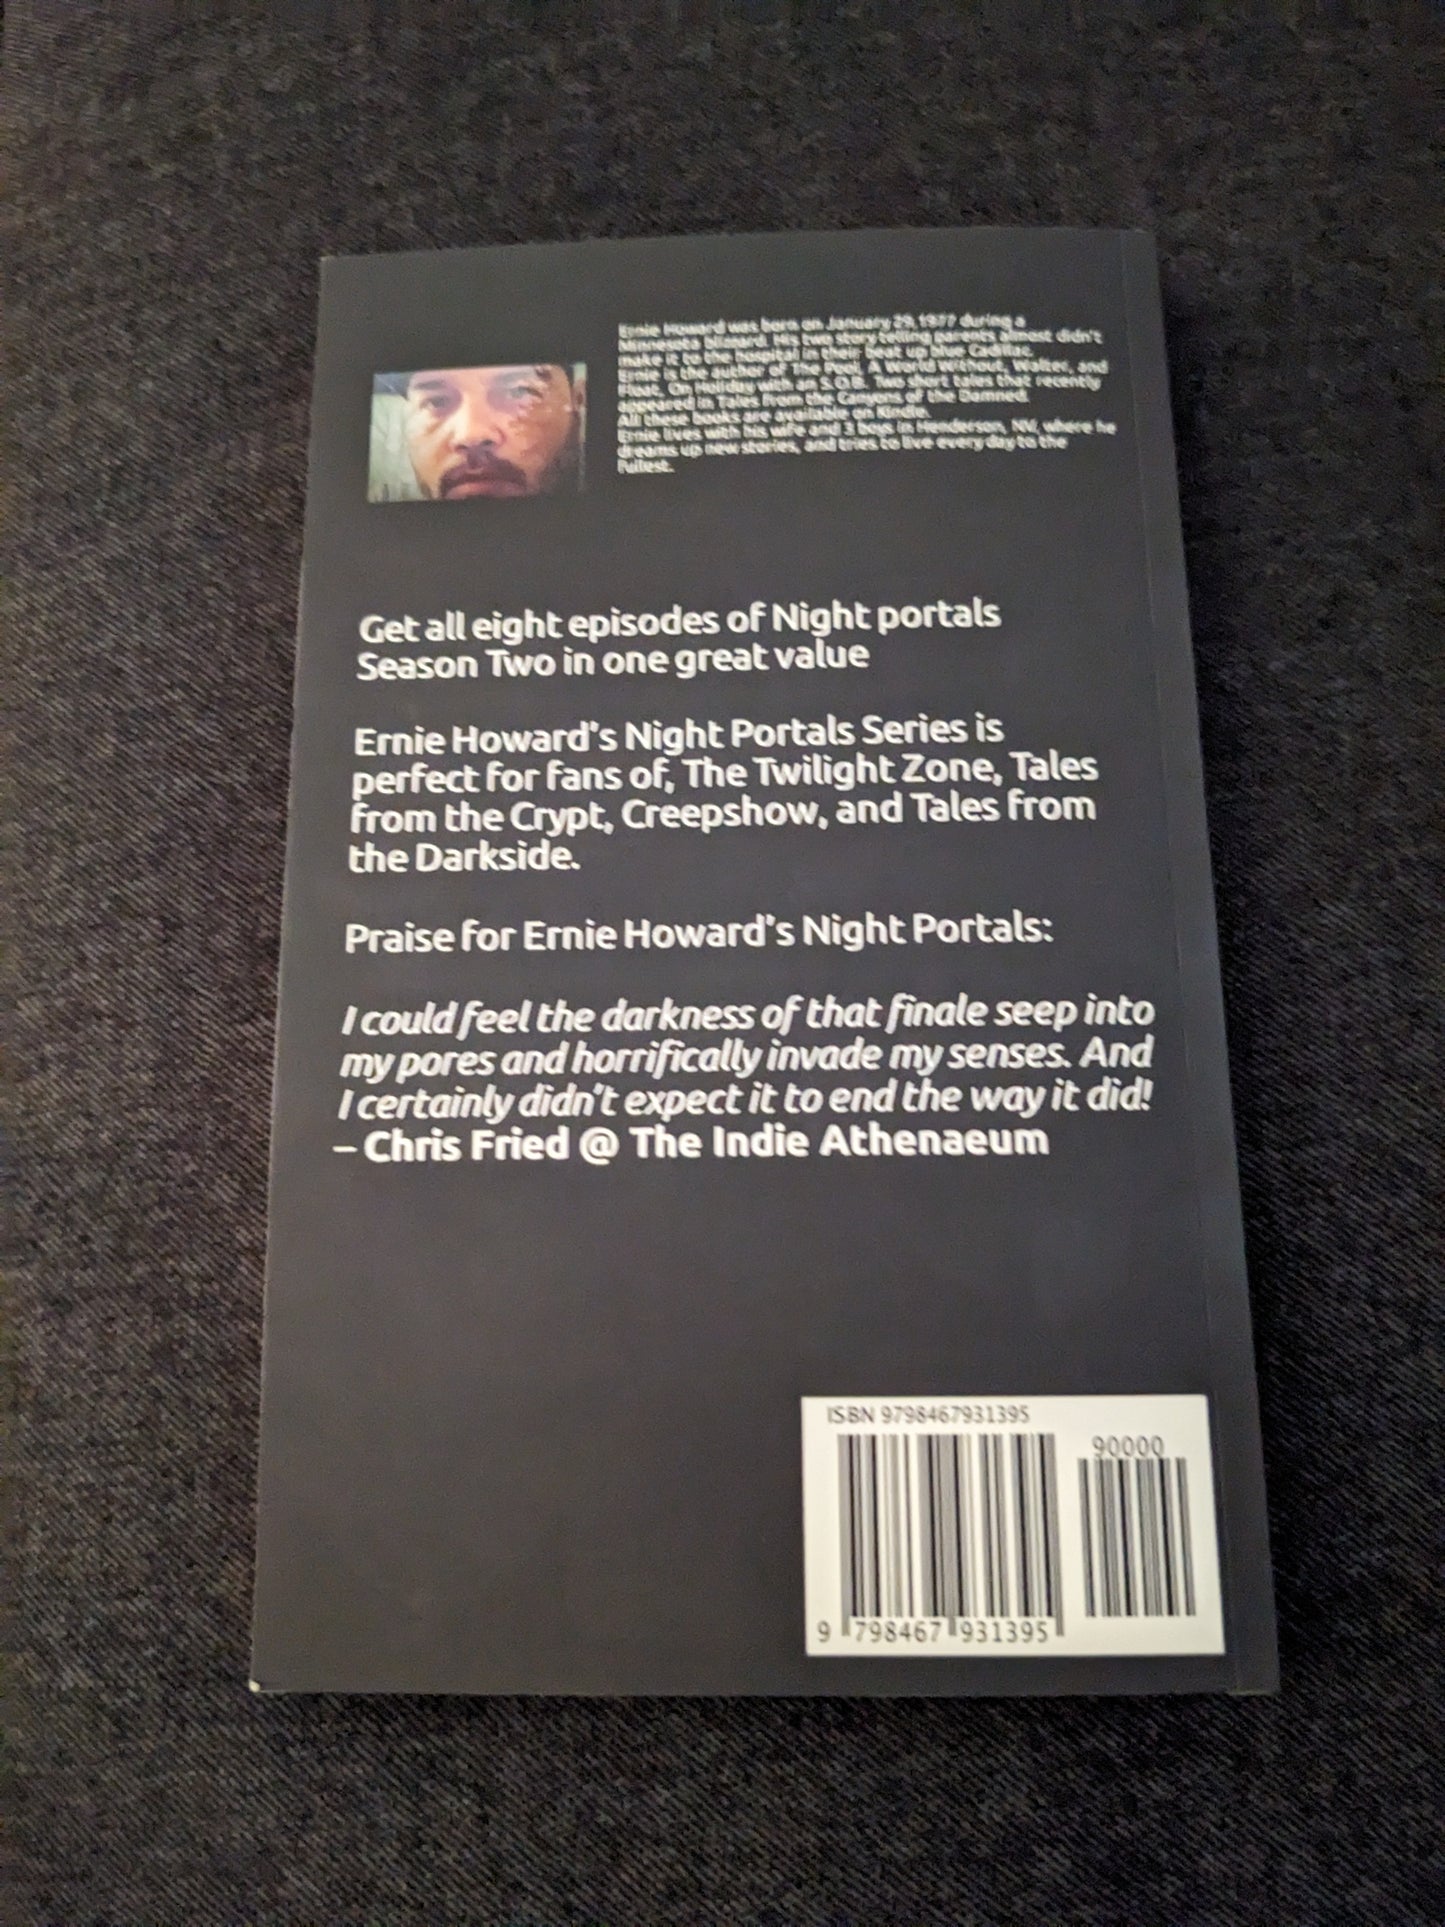 Ernie Howard was born on January 29, 1977 during a
Minnesota blizzard. His two story telling parents almost didn't
make it to the hospital in their beat up blue Cadillac.
Ernie is the author of The Pool, A World Without, Walter, and
Float, On Holiday with an S.O.B. Two short tales that recently
appeared in Tales From the Canyons of the Damned.
All these books are available on Kindle.
Ernie lives with his wife and 3 boys in Henderson, NV, where he
dreams up new stories, and tries to live every day to the
fullest.
Get all eight episodes of Night portals
Season Two in one great value
Ernie Howard's Night Portals Series is
perfect for fans of, The Twilight Zone, Tales
from the Crypt, Creepshow, and Tales from
the Darkside.
Praise for Ernie Howard's Night Portals:
I could feel the darkness of that finale seep into
my pores and horrifically invade my senses. And
I certainly didn't expect it to end the way it did!
– Chris Fried @ The Indie Athenaeum
ISBN 9798467931395
90000
9 798467 931395